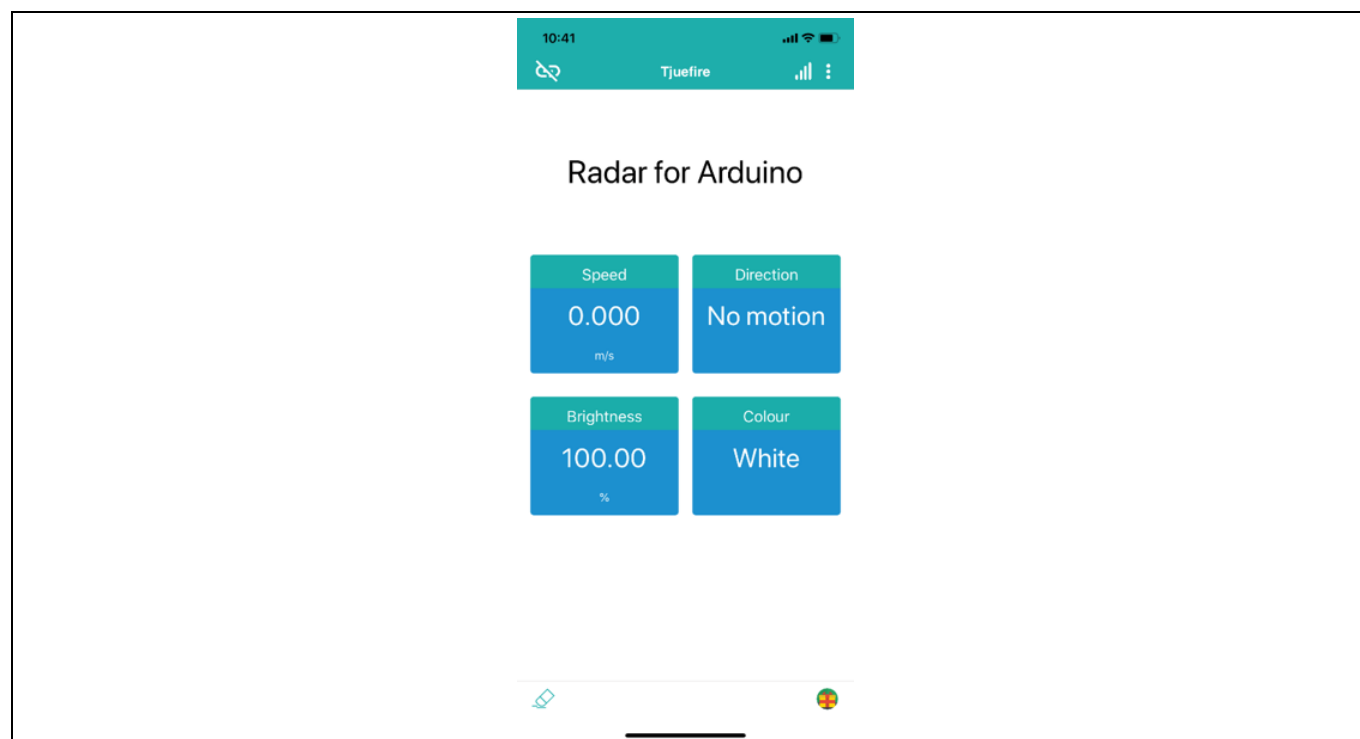 10:41
Tjuefire
Radar for Arduino
Speed
Direction
0.000
No motion
m/s
Brightness
Colour
100.00
White
%